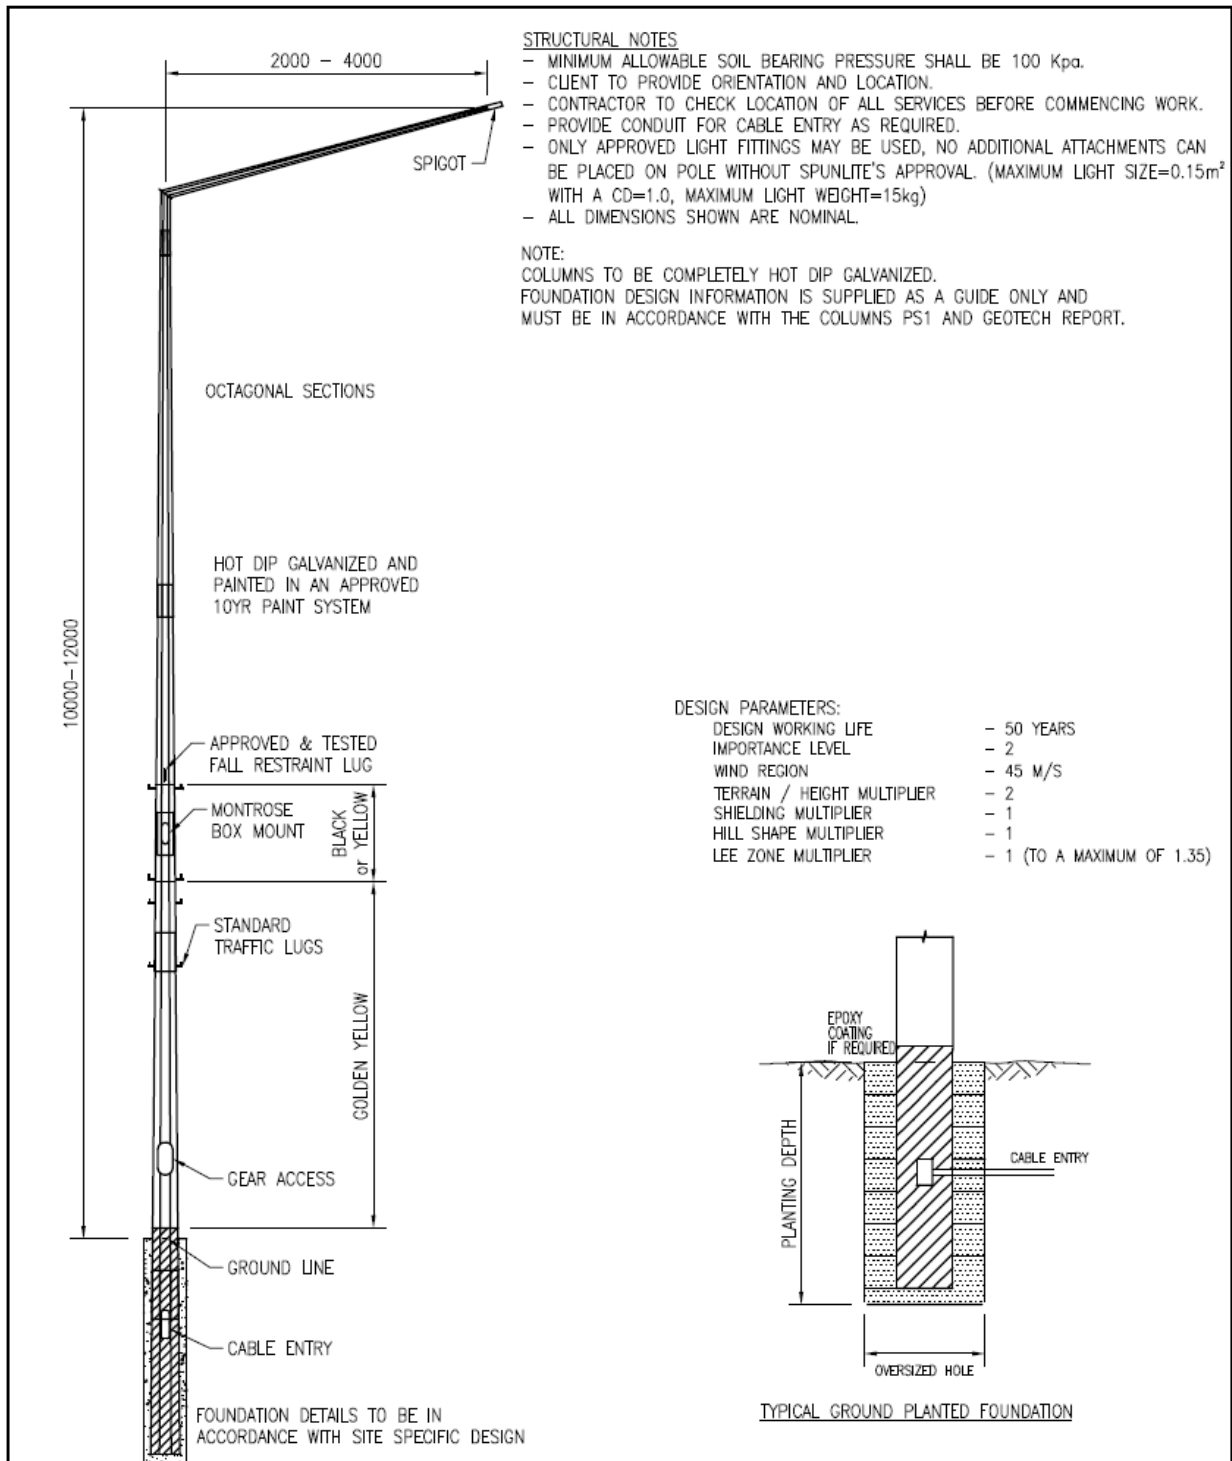 STRUCTURAL NOTES
– MINIMUM ALLOWABLE SOIL BEARING PRESSURE SHALL BE 100 Kpa.
– CLIENT TO PROVIDE ORIENTATION AND LOCATION.
– CONTRACTOR TO CHECK LOCATION OF ALL SERVICES BEFORE COMMENCING WORK.
– PROVIDE CONDUIT FOR CABLE ENTRY AS REQUIRED.
– ONLY APPROVED LIGHT FITTINGS MAY BE USED, NO ADDITIONAL ATTACHMENTS CAN
BE PLACED ON POLE WITHOUT SPUNLITE'S APPROVAL. (MAXIMUM LIGHT SIZE=0.15m²
WITH A CD=1.0, MAXIMUM LIGHT WEIGHT=15kg)
– ALL DIMENSIONS SHOWN ARE NOMINAL.
NOTE:
COLUMNS TO BE COMPLETELY HOT DIP GALVANIZED.
FOUNDATION DESIGN INFORMATION IS SUPPLIED AS A GUIDE ONLY AND
MUST BE IN ACCORDANCE WITH THE COLUMNS PS1 AND GEOTECH REPORT.
2000 – 4000
SPIGOT
OCTAGONAL SECTIONS
HOT DIP GALVANIZED AND
PAINTED IN AN APPROVED
10YR PAINT SYSTEM
10000–12000
APPROVED & TESTED
FALL RESTRAINT LUG
MONTROSE
BOX MOUNT
BLACK
or YELLOW
STANDARD
TRAFFIC LUGS
GOLDEN YELLOW
GEAR ACCESS
GROUND LINE
CABLE ENTRY
FOUNDATION DETAILS TO BE IN
ACCORDANCE WITH SITE SPECIFIC DESIGN
DESIGN PARAMETERS:
DESIGN WORKING LIFE – 50 YEARS
IMPORTANCE LEVEL – 2
WIND REGION – 45 M/S
TERRAIN / HEIGHT MULTIPLIER – 2
SHIELDING MULTIPLIER – 1
HILL SHAPE MULTIPLIER – 1
LEE ZONE MULTIPLIER – 1 (TO A MAXIMUM OF 1.35)
EPOXY
COATING
IF REQUIRED
PLANTING DEPTH
CABLE ENTRY
OVERSIZED HOLE
TYPICAL GROUND PLANTED FOUNDATION